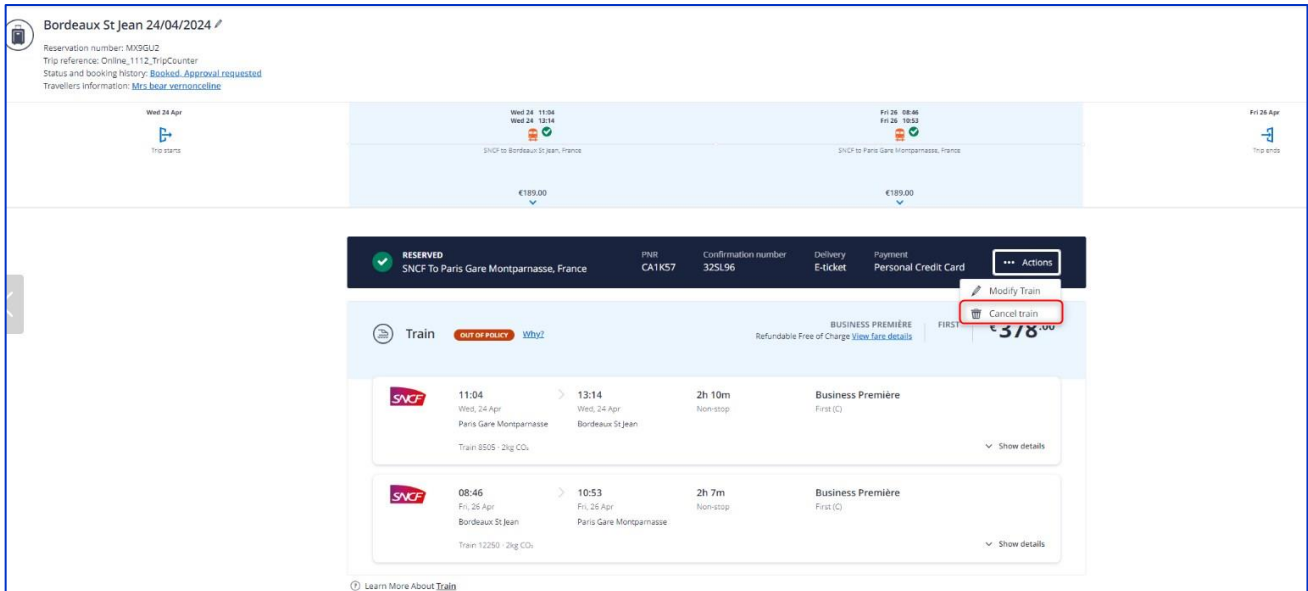 Bordeaux St Jean 24/04/2024
Reservation number: MX9GU2
Trip reference: Online_1112_TripCounter
Status and booking history: Booked, Approval requested
Travellers information: Mrs bear vernonceline
Wed 24 Apr
Trip starts
Wed 24 11:04
Wed 24 13:14
SNCF to Bordeaux St Jean, France
€189.00
Fri 26 08:46
Fri 26 10:53
SNCF to Paris Gare Montparnasse, France
€189.00
Fri 26 Apr
Trip ends
RESERVED
SNCF To Paris Gare Montparnasse, France
PNR
CA1K57
Confirmation number
32SL96
Delivery
E-ticket
Payment
Personal Credit Card
••• Actions
Modify Train
Cancel train
Train OUT OF POLICY Why?
BUSINESS PREMIÈRE
Refundable Free of Charge View fare details
FIRST
€378.00
SNCF
11:04 > 13:14 2h 10m Business Première
Wed, 24 Apr Wed, 24 Apr Non-stop First (C)
Paris Gare Montparnasse Bordeaux St Jean
Train 8505 - 2kg CO₂
Show details
SNCF
08:46 > 10:53 2h 7m Business Première
Fri, 26 Apr Fri, 26 Apr Non-stop First (C)
Bordeaux St Jean Paris Gare Montparnasse
Train 12250 - 2kg CO₂
Show details
Learn More About Train